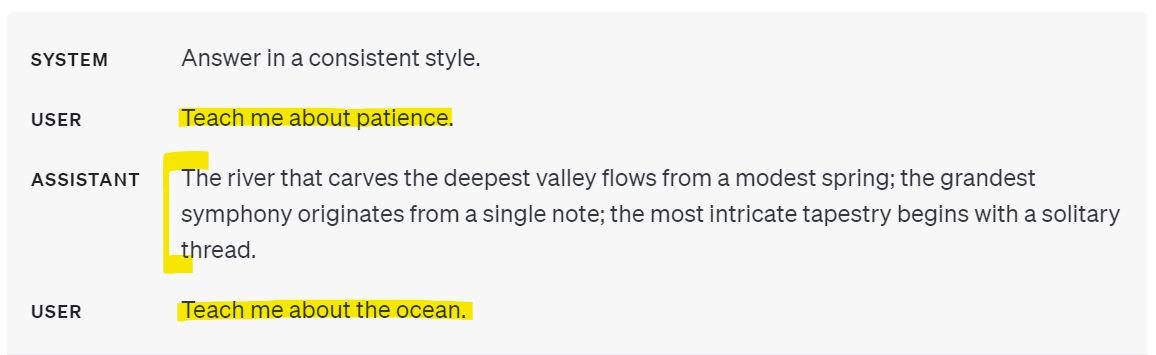 SYSTEM Answer in a consistent style.
USER Teach me about patience.
ASSISTANT The river that carves the deepest valley flows from a modest spring; the grandest
symphony originates from a single note; the most intricate tapestry begins with a solitary
thread.
USER Teach me about the ocean.